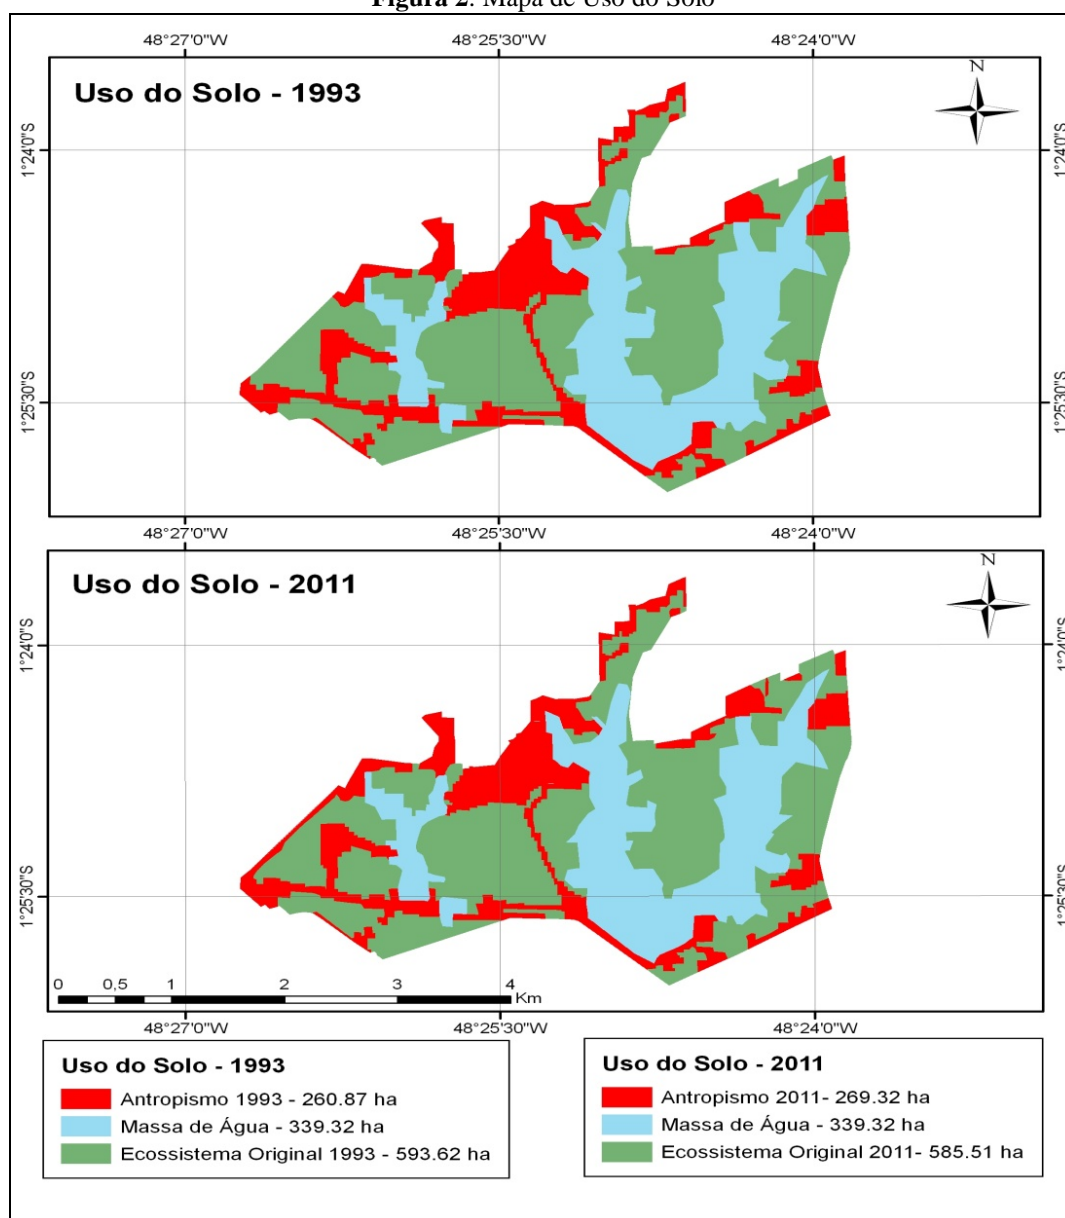 Figura 2: Mapa de Uso do Solo
48°27'0"W 48°25'30"W 48°24'0"W
Uso do Solo - 1993
N
1°24'0"S 1°24'0"S
1°25'30"S 1°25'30"S
48°27'0"W 48°25'30"W 48°24'0"W
Uso do Solo - 2011
N
1°24'0"S 1°24'0"S
1°25'30"S 1°25'30"S
0 0,5 1 2 3 4
Km
48°27'0"W 48°25'30"W 48°24'0"W
Uso do Solo - 1993
Antropismo 1993 - 260.87 ha
Massa de Água - 339.32 ha
Ecossistema Original 1993 - 593.62 ha
Uso do Solo - 2011
Antropismo 2011- 269.32 ha
Massa de Água - 339.32 ha
Ecossistema Original 2011- 585.51 ha